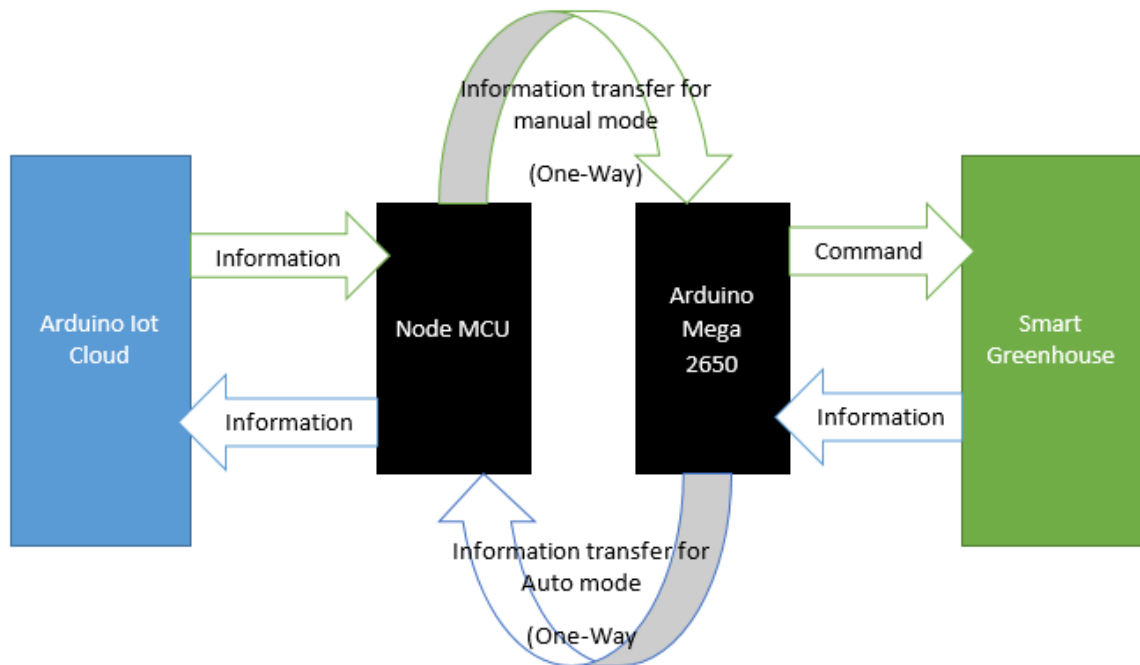 Information transfer for
manual mode
(One-Way)
Information
Command
Arduino Iot
Cloud
Node MCU
Arduino
Mega
2650
Smart
Greenhouse
Information
Information
Information transfer for
Auto mode
(One-Way